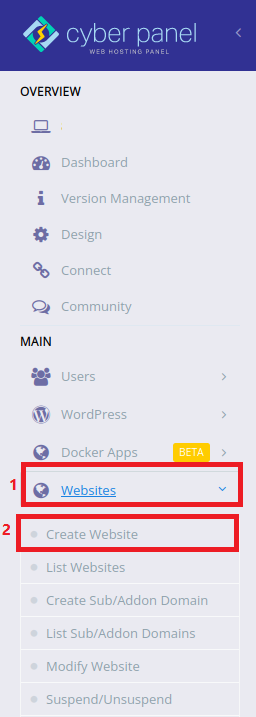 cyber panel
WEB HOSTING PANEL
OVERVIEW
Dashboard
Version Management
Design
Connect
Community
MAIN
Users
WordPress
Docker Apps BETA
1 Websites
2 Create Website
List Websites
Create Sub/Addon Domain
List Sub/Addon Domains
Modify Website
Suspend/Unsuspend